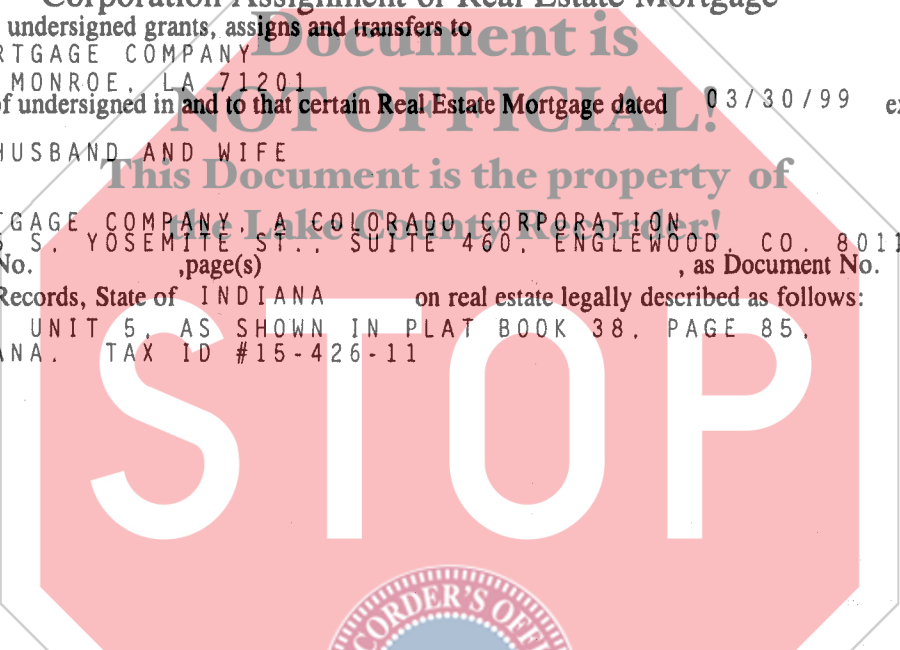 Corporation Assignment of Real Estate Mortgage
undersigned grants, assigns and transfers to
Document is
RTGAGE COMPANY
MONROE, LA 71201
NOT OFFICIAL!
of undersigned in and to that certain Real Estate Mortgage dated 03/30/99 ex
HUSBAND AND WIFE
This Document is the property of
the Lake County Recorder!
TGAGE COMPANY, A COLORADO CORPORATION
S. YOSEMITE ST., SUITE 460, ENGLEWOOD, CO. 8011
No. ,page(s) , as Document No.
Records, State of INDIANA on real estate legally described as follows:
UNIT 5, AS SHOWN IN PLAT BOOK 38, PAGE 85,
ANA. TAX ID #15-426-11
STOP
CORDER'S OFF